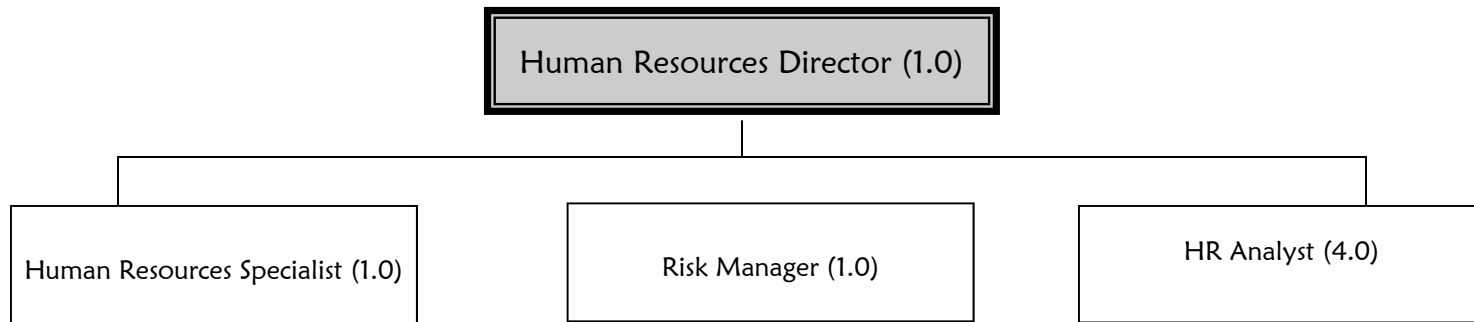 Human Resources Director (1.0)
Human Resources Specialist (1.0)
Risk Manager (1.0)
HR Analyst (4.0)